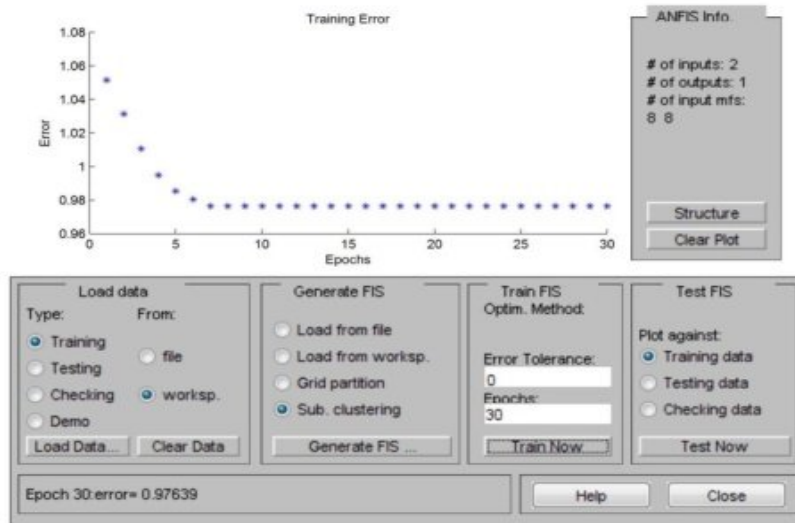 Training Error
1.08
1.06
1.04
1.02
1
0.98
0.96
Error
0 5 10 15 20 25 30
Epochs
ANFIS Info.
# of inputs: 2
# of outputs: 1
# of input mfs:
8 8
Structure
Clear Plot
Load data
Type: From:
Training
Testing
Checking
Demo
file
worksp.
Load Data... Clear Data
Generate FIS
Load from file
Load from worksp.
Grid partition
Sub. clustering
Generate FIS ...
Train FIS
Optim. Method:
Error Tolerance:
0
Epochs:
30
Train Now
Test FIS
Plot against:
Training data
Testing data
Checking data
Test Now
Epoch 30:error= 0.97639
Help Close